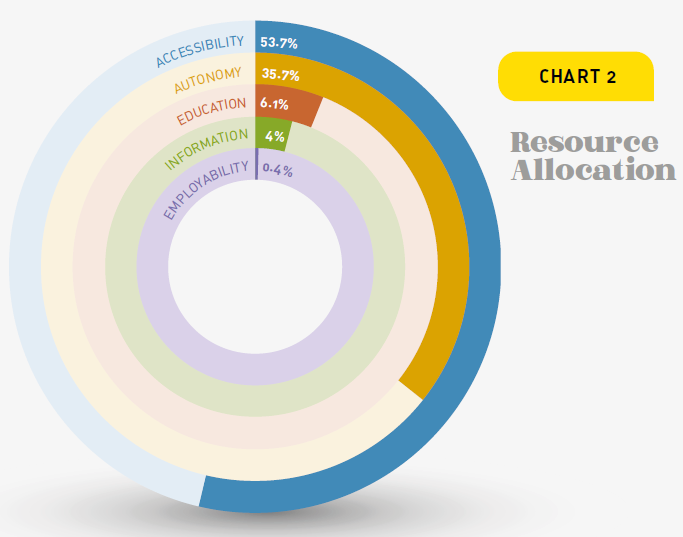 CHART 2
Resource
Allocation
ACCESSIBILITY 53.7%
AUTONOMY 35.7%
EDUCATION 6.1%
INFORMATION 4%
EMPLOYABILITY 0.4%